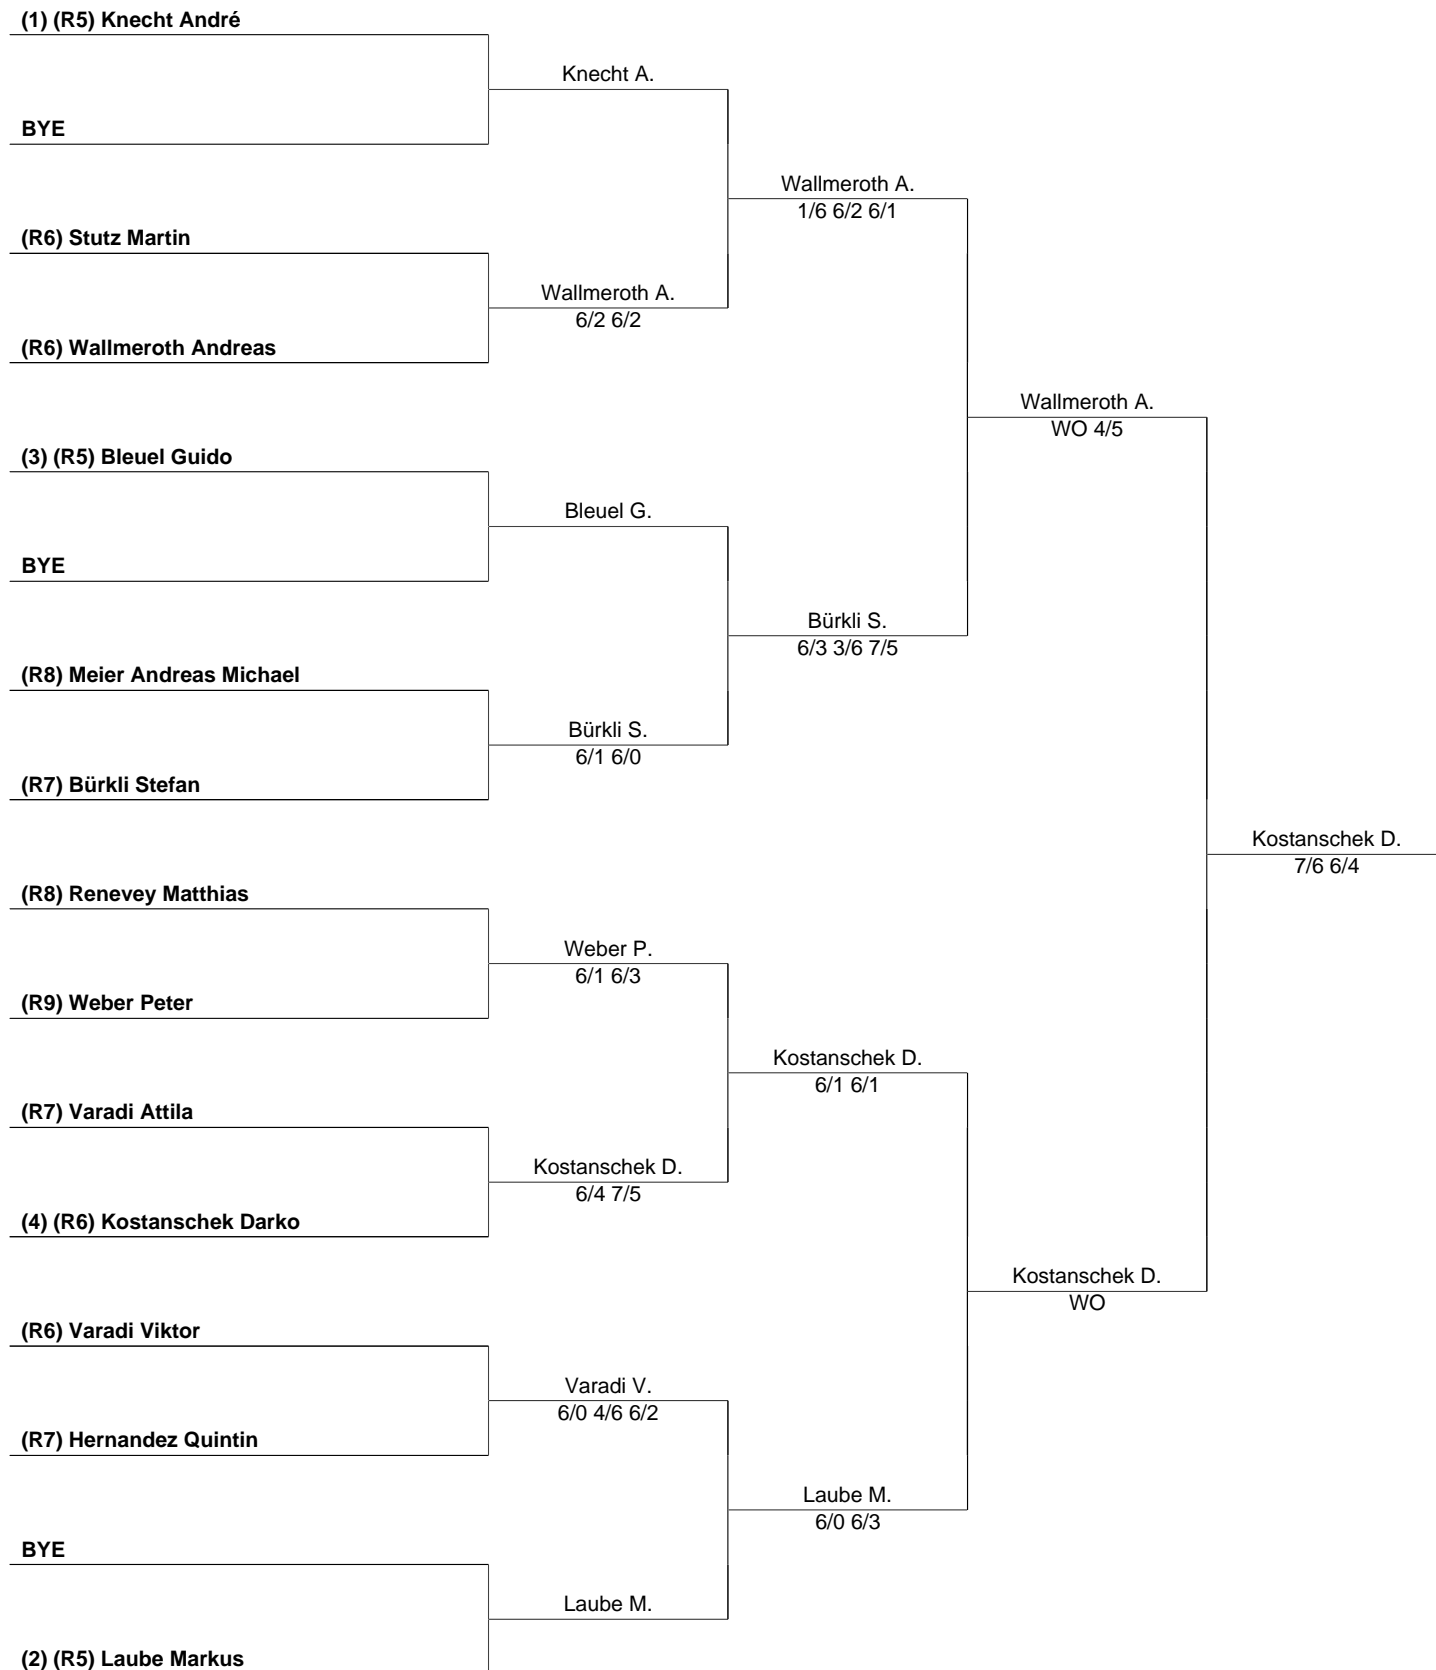 (1) (R5) Knecht André
Knecht A.
BYE
Wallmeroth A.
1/6 6/2 6/1
(R6) Stutz Martin
Wallmeroth A.
6/2 6/2
(R6) Wallmeroth Andreas
Wallmeroth A.
WO 4/5
(3) (R5) Bleuel Guido
Bleuel G.
BYE
Bürkli S.
6/3 3/6 7/5
(R8) Meier Andreas Michael
Bürkli S.
6/1 6/0
(R7) Bürkli Stefan
Kostanschek D.
7/6 6/4
(R8) Renevey Matthias
Weber P.
6/1 6/3
(R9) Weber Peter
Kostanschek D.
6/1 6/1
(R7) Varadi Attila
Kostanschek D.
6/4 7/5
(4) (R6) Kostanschek Darko
Kostanschek D.
WO
(R6) Varadi Viktor
Varadi V.
6/0 4/6 6/2
(R7) Hernandez Quintin
Laube M.
6/0 6/3
BYE
Laube M.
(2) (R5) Laube Markus